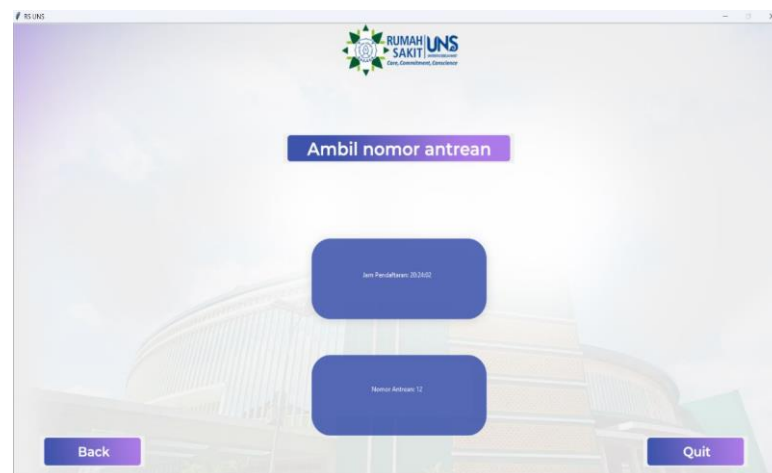 RS UNS
RUMAH SAKIT UNS
Care, Commitment, Conscience
Ambil nomor antrean
Jam Pendaftaran: 20:24:02
Nomor Antrean: 12
Back
Quit